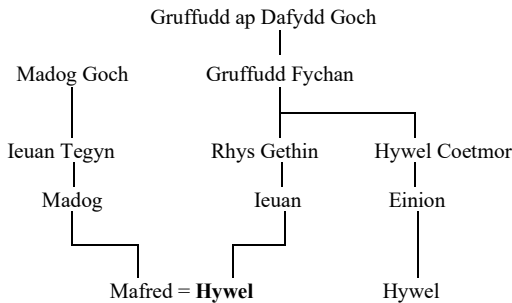 Gruffudd ap Dafydd Goch
Madog Goch Gruffudd Fychan
Ieuan Tegyn Rhys Gethin Hywel Coetmor
Madog Ieuan Einion
Mafred = Hywel Hywel